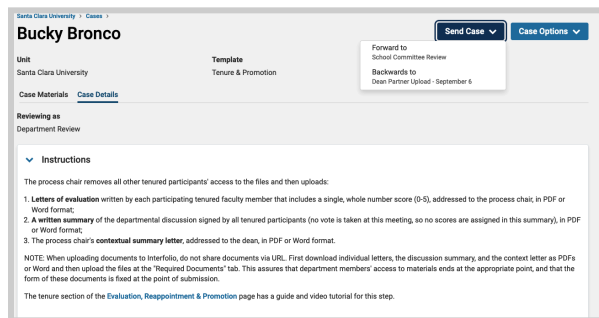 Santa Clara University > Cases >
Bucky Bronco
Send Case
Case Options
Forward to
School Committee Review
Backwards to
Dean Partner Upload - September 6
Unit
Santa Clara University
Template
Tenure & Promotion
Case Materials Case Details
Reviewing as
Department Review
Instructions
The process chair removes all other tenured participants' access to the files and then uploads:
1. Letters of evaluation written by each participating tenured faculty member that includes a single, whole number score (0-5), addressed to the process chair, in PDF or
Word format;
2. A written summary of the departmental discussion signed by all tenured participants (no vote is taken at this meeting, so no scores are assigned in this summary), in PDF
or Word format;
3. The process chair's contextual summary letter, addressed to the dean, in PDF or Word format.
NOTE: When uploading documents to Interfolio, do not share documents via URL. First download individual letters, the discussion summary, and the context letter as PDFs
or Word and then upload the files at the "Required Documents" tab. This assures that department members' access to materials ends at the appropriate point, and that the
form of these documents is fixed at the point of submission.
The tenure section of the Evaluation, Reappointment & Promotion page has a guide and video tutorial for this step.